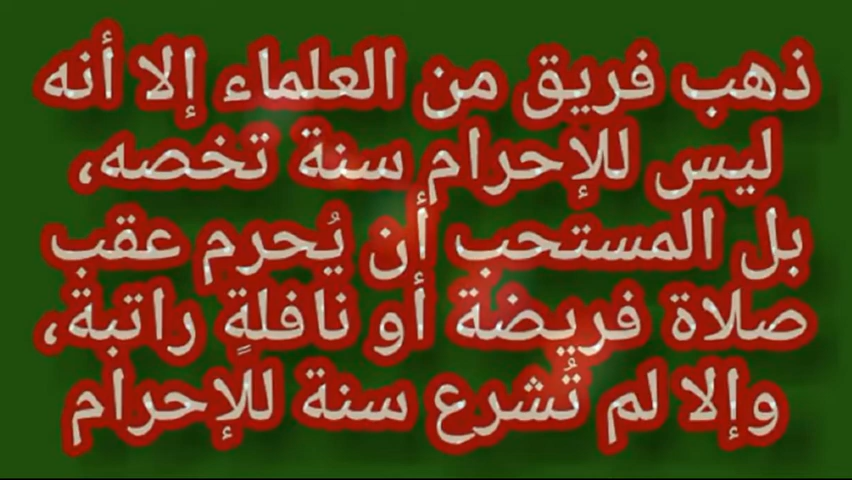 ذهب فريق من العلماء إلا أنه
ليس للإحرام سنة تخصه،
بل المستحب أن يُحرم عقب
صلاة فريضة أو نافلةٍ راتبة،
وإلا لم تُشرع سنة للإحرام